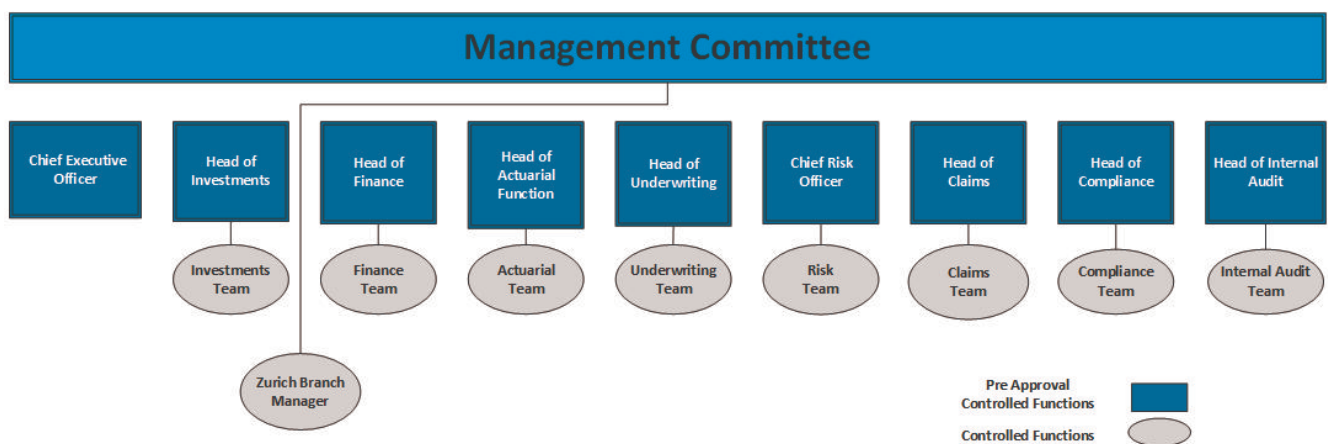 Management Committee
Chief Executive
Officer
Head of
Investments
Head of
Finance
Head of
Actuarial
Function
Head of
Underwriting
Chief Risk
Officer
Head of
Claims
Head of
Compliance
Head of Internal
Audit
Investments
Team
Finance
Team
Actuarial
Team
Underwriting
Team
Risk
Team
Claims
Team
Compliance
Team
Internal Audit
Team
Zurich Branch
Manager
Pre Approval
Controlled Functions
Controlled Functions